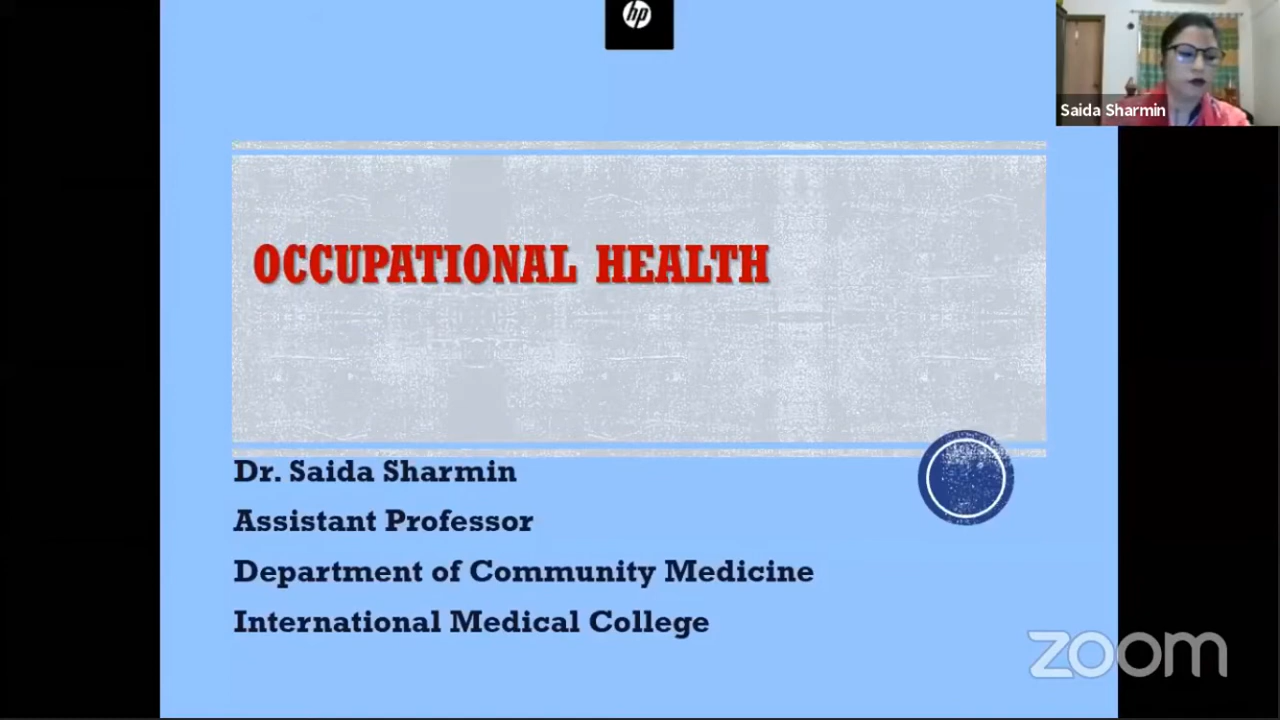 hp
Saida Sharmin
OCCUPATIONAL HEALTH
Dr. Saida Sharmin
Assistant Professor
Department of Community Medicine
International Medical College
zoom